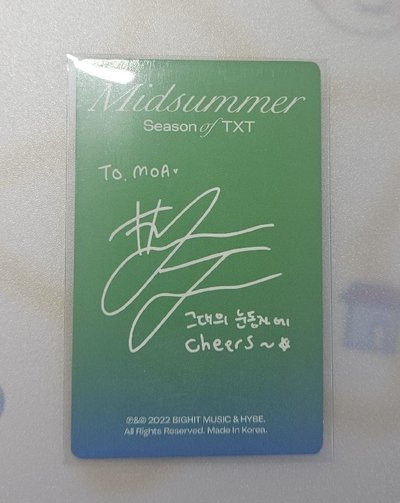 Midsummer
Season of TXT
TO. MOA♥
그대의 눈동자에
cheers~☆
℗&© 2022 BIGHIT MUSIC & HYBE.
All Rights Reserved. Made In Korea.